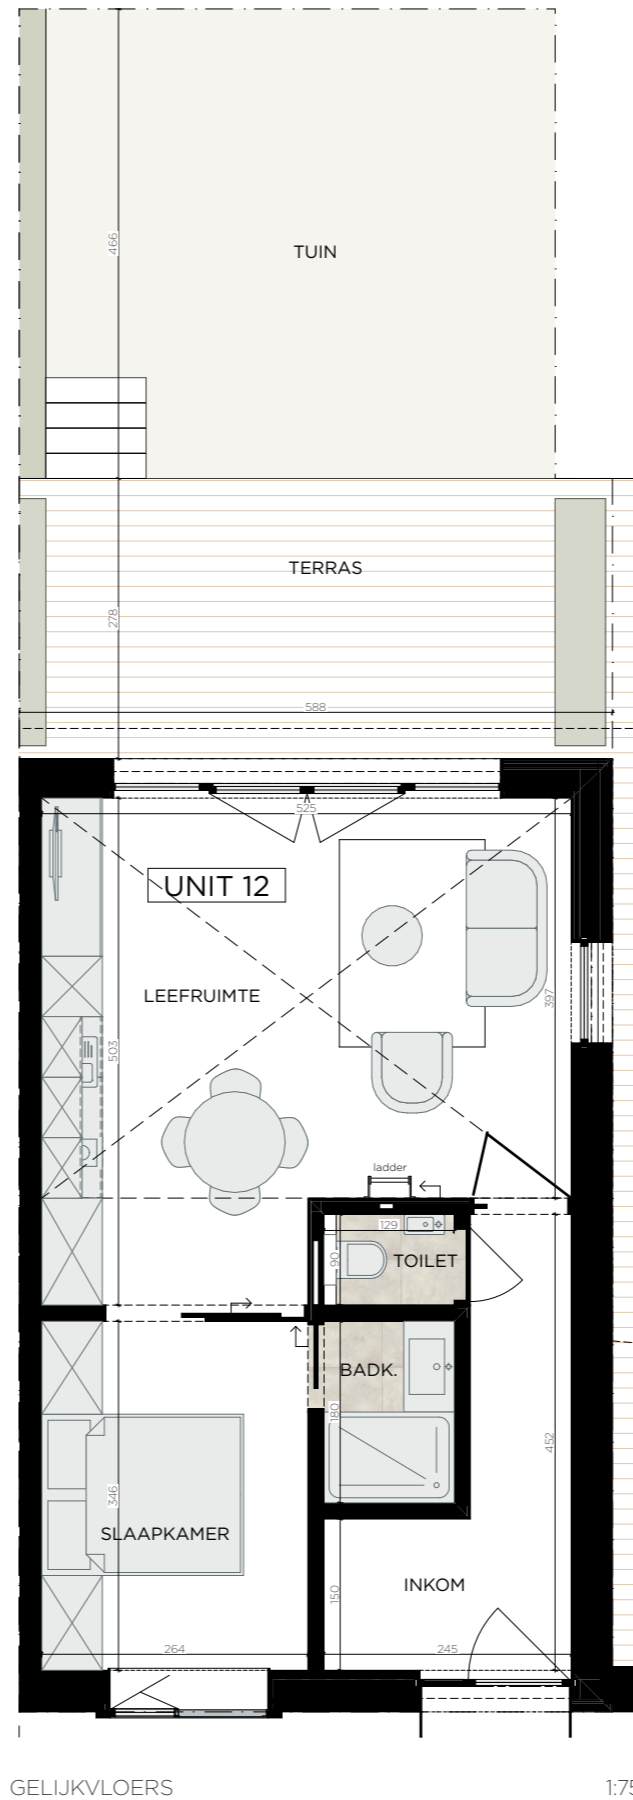 466
TUIN
TERRAS
278
588
525
UNIT 12
LEEFRUIMTE
397
503
ladder
129
90
TOILET
BADK.
180
452
346
SLAAPKAMER
INKOM
150
264
245
GELIJKVLOERS
1:75